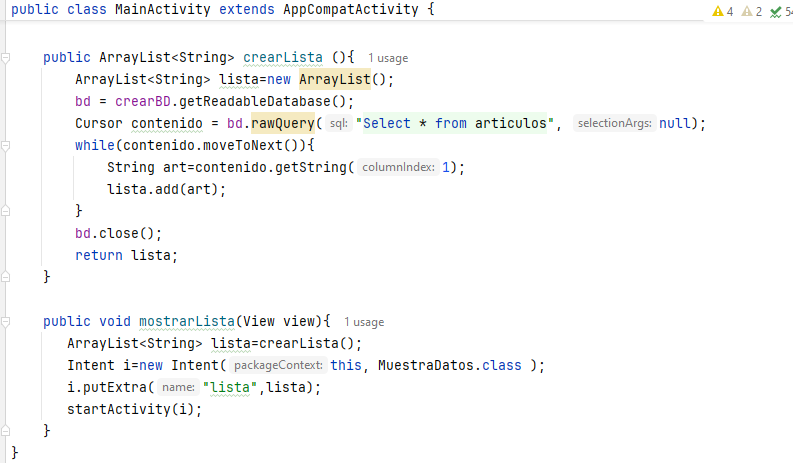 public class MainActivity extends AppCompatActivity { 4 2 54
public ArrayList<String> crearLista (){ 1 usage
ArrayList<String> lista=new ArrayList();
bd = crearBD.getReadableDatabase();
Cursor contenido = bd.rawQuery( sql: "Select * from articulos", selectionArgs: null);
while(contenido.moveToNext()){
String art=contenido.getString( columnIndex: 1);
lista.add(art);
}
bd.close();
return lista;
}
public void mostrarLista(View view){ 1 usage
ArrayList<String> lista=crearLista();
Intent i=new Intent( packageContext: this, MuestraDatos.class );
i.putExtra( name: "lista",lista);
startActivity(i);
}
}